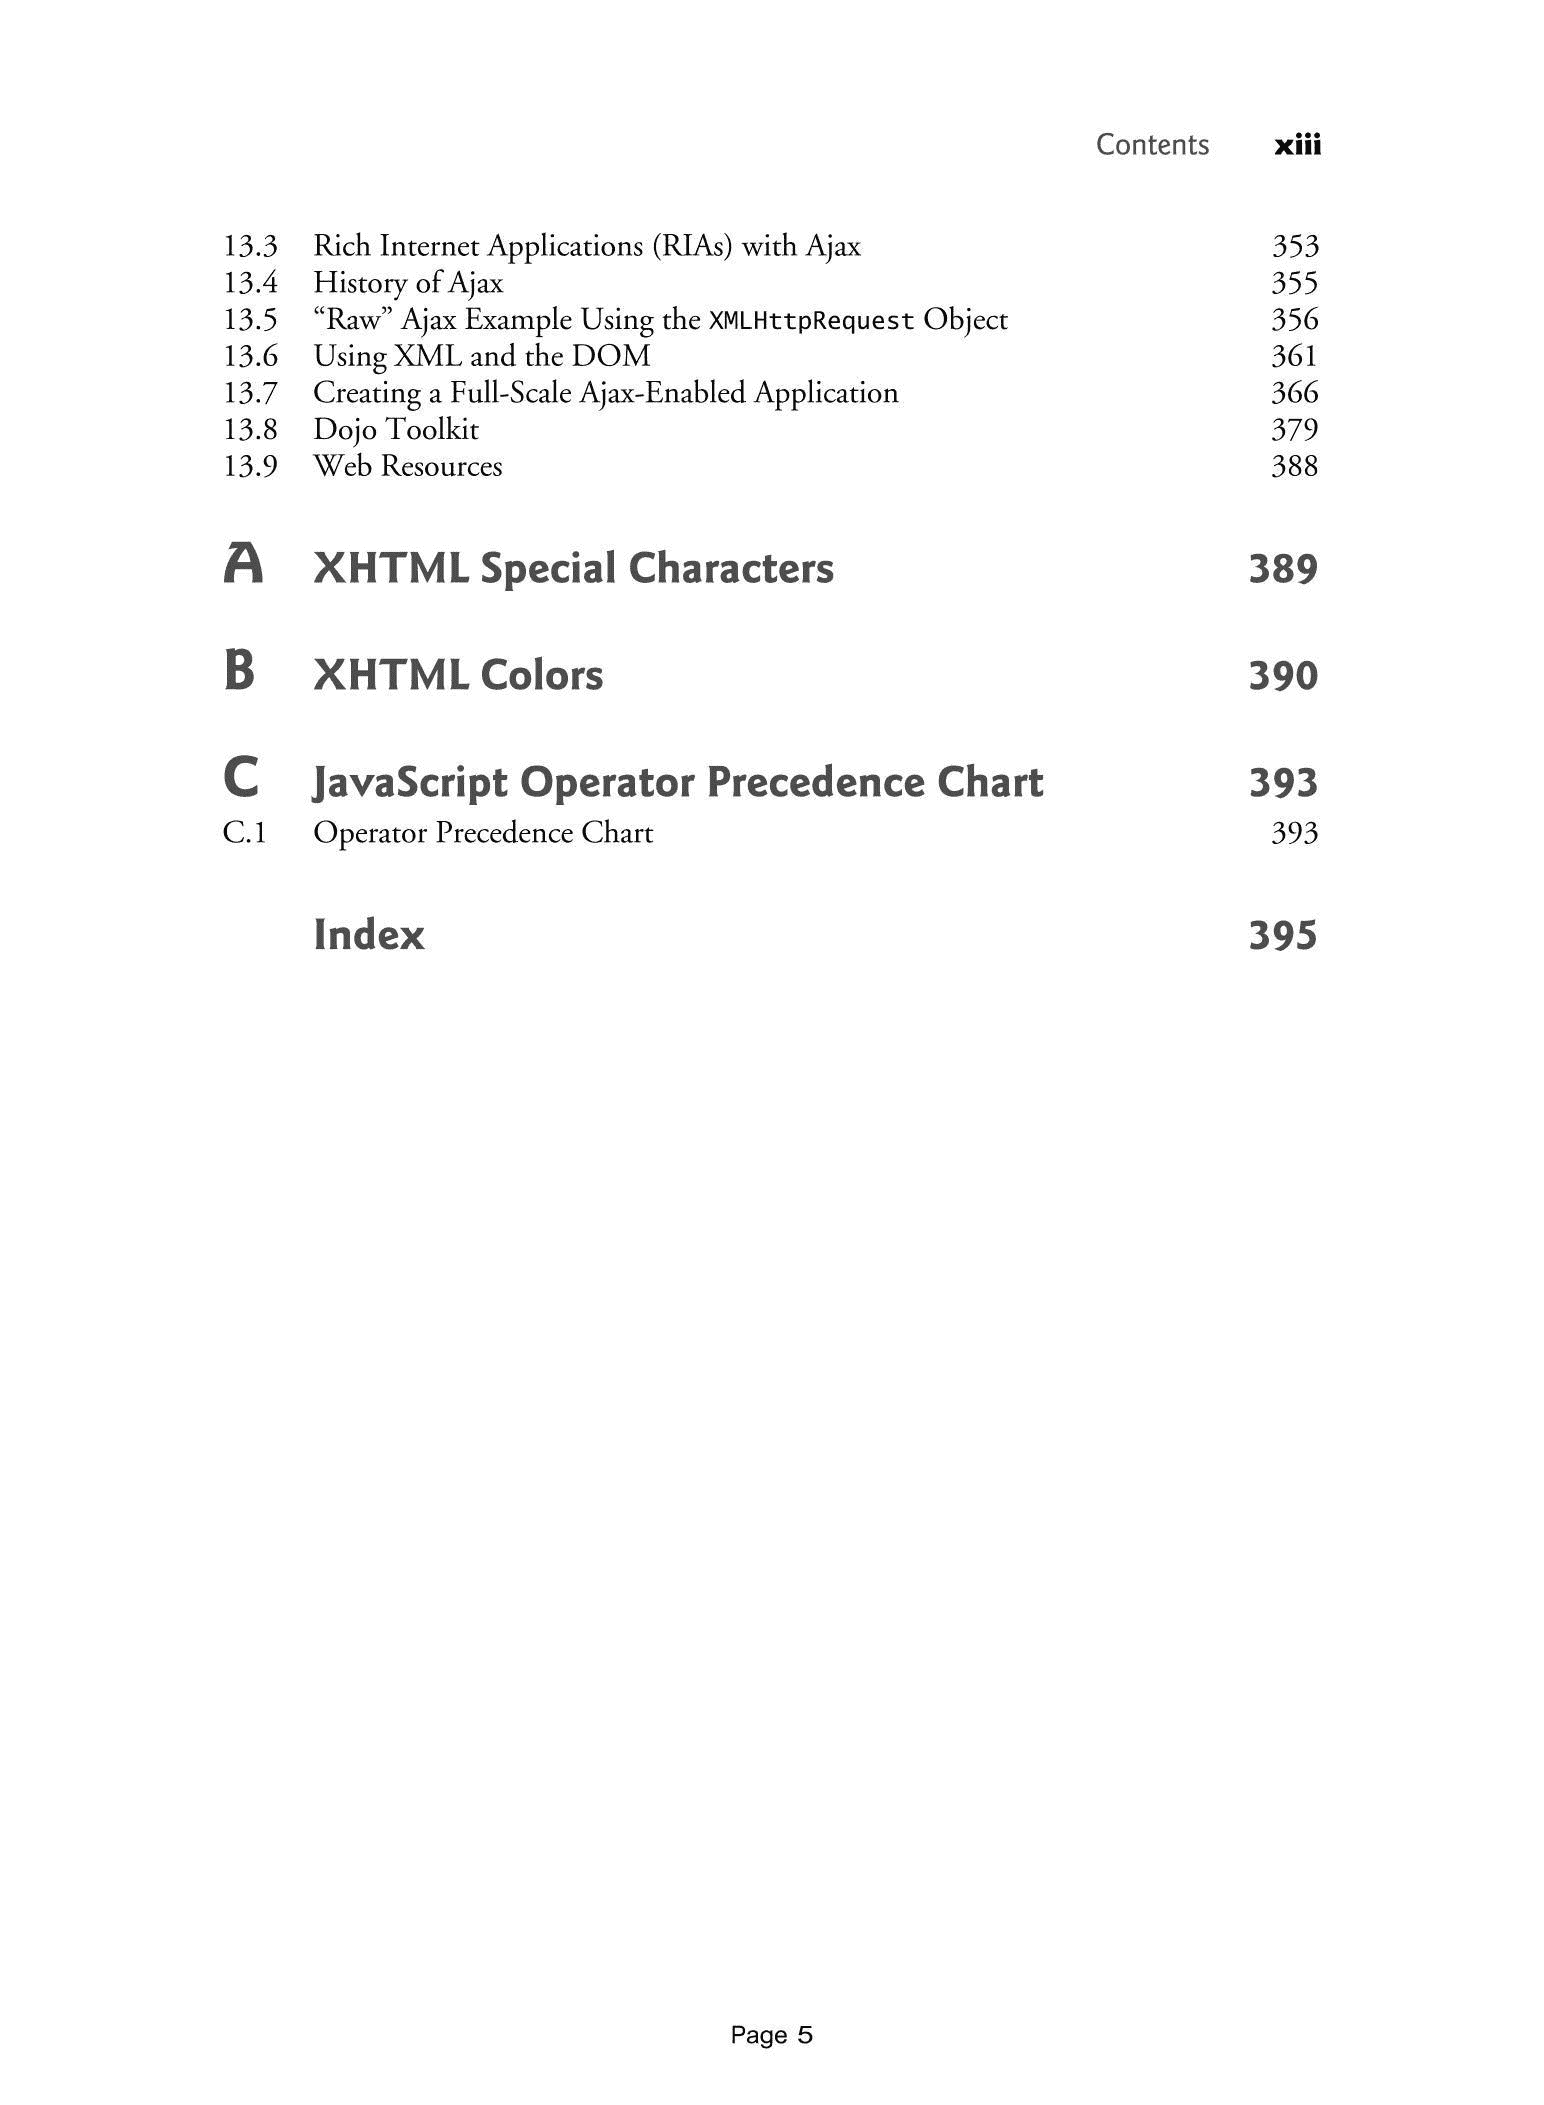 Contents xiii
13.3 Rich Internet Applications (RIAs) with Ajax 353
13.4 History of Ajax 355
13.5 “Raw” Ajax Example Using the XMLHttpRequest Object 356
13.6 Using XML and the DOM 361
13.7 Creating a Full-Scale Ajax-Enabled Application 366
13.8 Dojo Toolkit 379
13.9 Web Resources 388
A XHTML Special Characters 389
B XHTML Colors 390
C JavaScript Operator Precedence Chart 393
C.1 Operator Precedence Chart 393
Index 395
Page 5